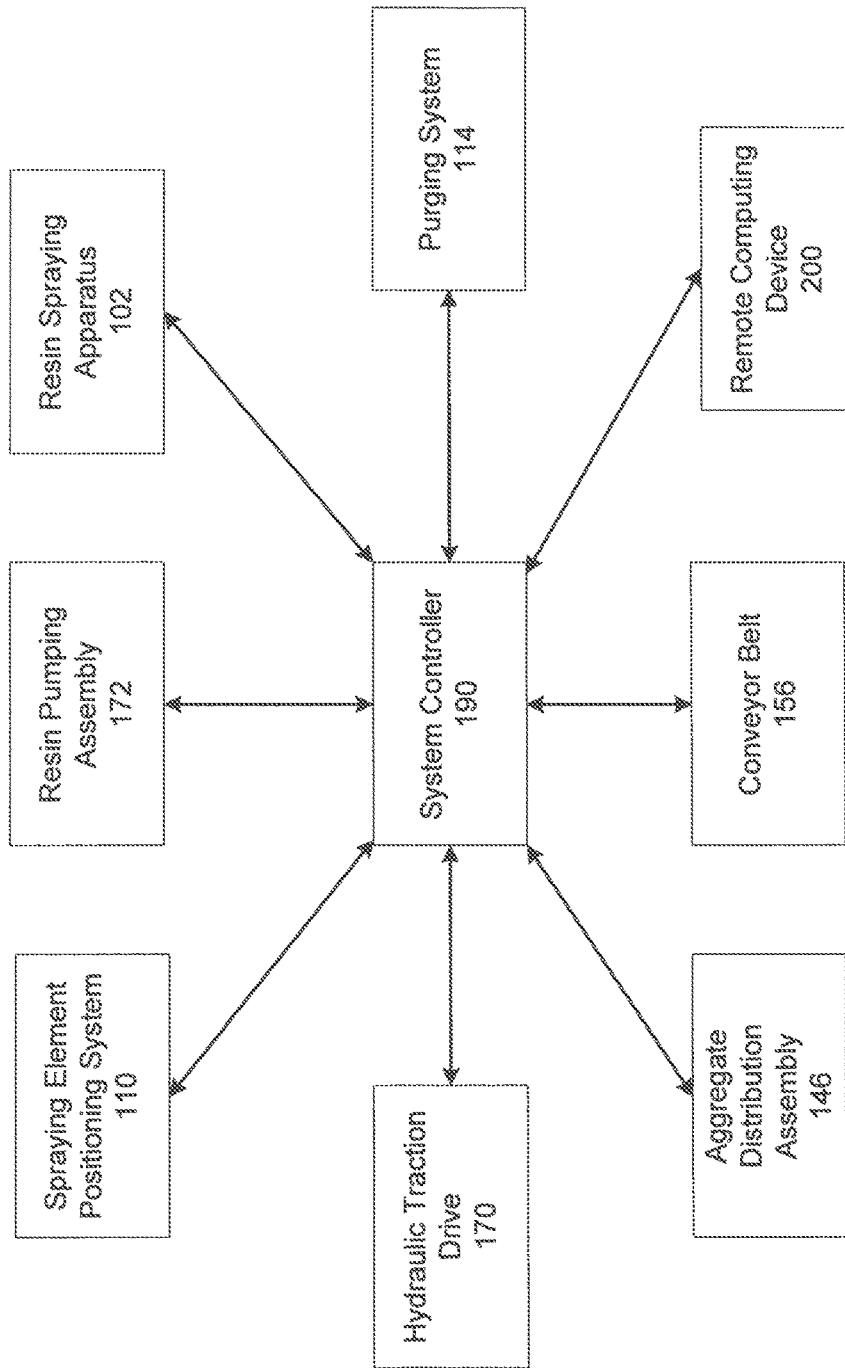 Spraying Element
Positioning System
110
Resin Pumping
Assembly
172
Resin Spraying
Apparatus
102
Hydraulic Traction
Drive
170
System Controller
190
Purging System
114
Aggregate
Distribution
Assembly
146
Conveyor Belt
156
Remote Computing
Device
200